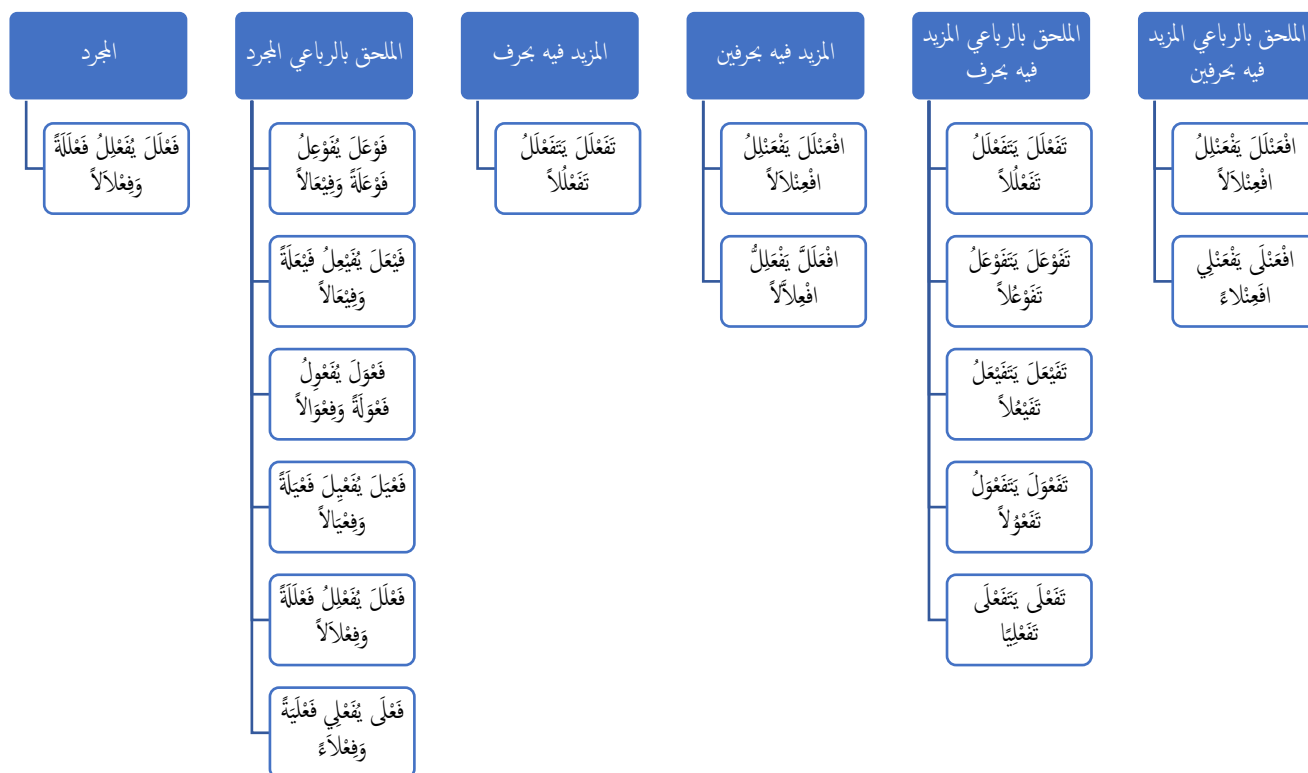 المجرد
فَعْلَلَ يُفَعْلِلُ فَعْلَلَةً
وَفِعْلاَلاً
الملحق بالرباعي المجرد
فَوْعَلَ يُفَوْعِلُ
فَوْعَلَةً وَفِيْعَالاً
فَيْعَلَ يُفَيْعِلُ فَيْعَلَةً
وَفِيْعَالاً
فَعْوَلَ يُفَعْوِلُ
فَعْوَلَةً وَفِعْوَالاً
فَعْيَلَ يُفَعْيِلَ فَعْيَلَةً
وَفِعْيَالاً
فَعْلَلَ يُفَعْلِلُ فَعْلَلَةً
وَفِعْلاَلاً
فَعْلَى يُفَعْلِي فَعْلَيَةً
وَفِعْلاَءً
المزيد فيه بحرف
تَفَعْلَلَ يَتَفَعْلَلُ
تَفَعْلُلاً
المزيد فيه بحرفين
افْعَنْلَلَ يَفْعَنْلِلُ
افْعِنْلاَلاً
افْعَلَلَّ يَفْعَلِلُّ
افْعِلاَّلاً
الملحق بالرباعي المزيد
فيه بحرف
تَفَعْلَلَ يَتَفَعْلَلُ
تَفَعْلُلاً
تَفَوْعَلَ يَتَفَوْعَلُ
تَفَوْعُلاً
تَفَيْعَلَ يَتَفَيْعَلُ
تَفَيْعُلاً
تَفَعْوَلَ يَتَفَعْوَلُ
تَفَعْوُلاً
تَفَعْلَى يَتَفَعْلَى
تَفَعْلِيًا
الملحق بالرباعي المزيد
فيه بحرفين
افْعَنْلَلَ يَفْعَنْلِلُ
افْعِنْلاَلاً
افْعَنْلَى يَفْعَنْلِي
افَعِنْلاءً